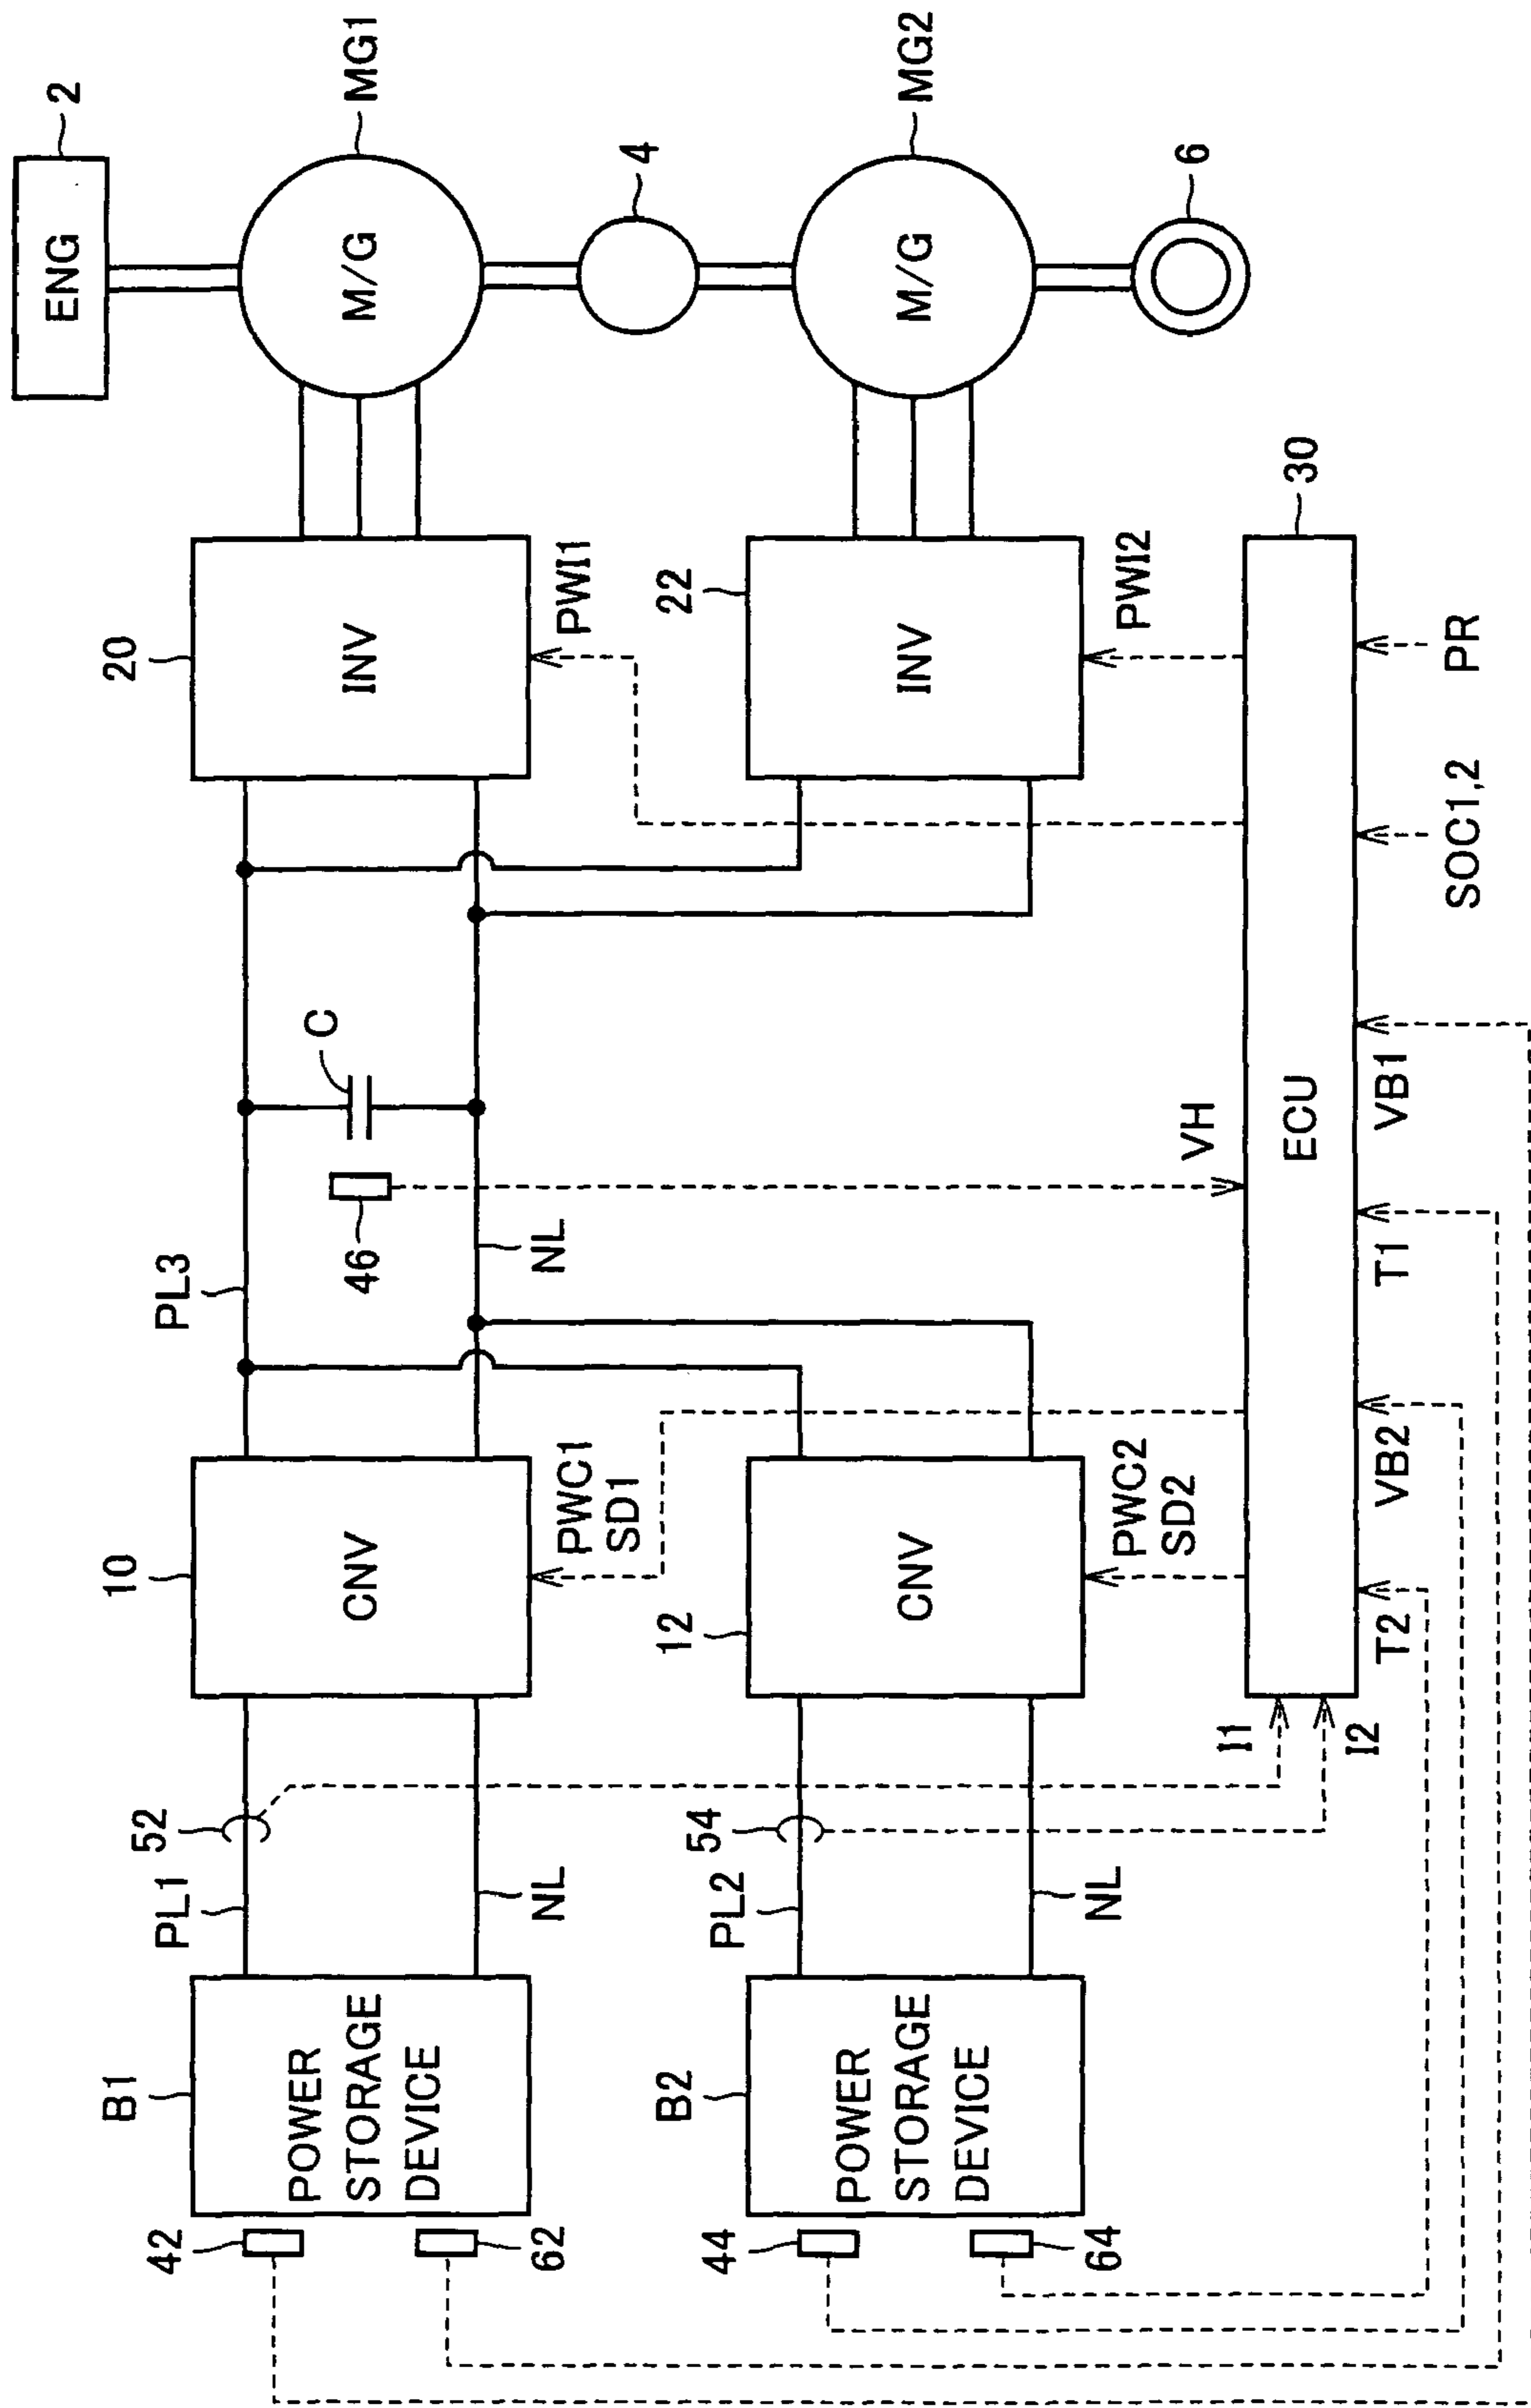 2
ENG
MG1
M/G
4
MG2
M/G
6
20
INV
PWI1
22
INV
PWI2
30
ECU
PR
SOC1,2
VB1
T1
VB2
T2
I1
I2
VH
C
46
PL3
NL
10
CNV
PWC1
SD1
12
CNV
PWC2
SD2
52
PL1
NL
54
PL2
NL
B1
POWER
STORAGE
DEVICE
B2
POWER
STORAGE
DEVICE
42
62
44
64